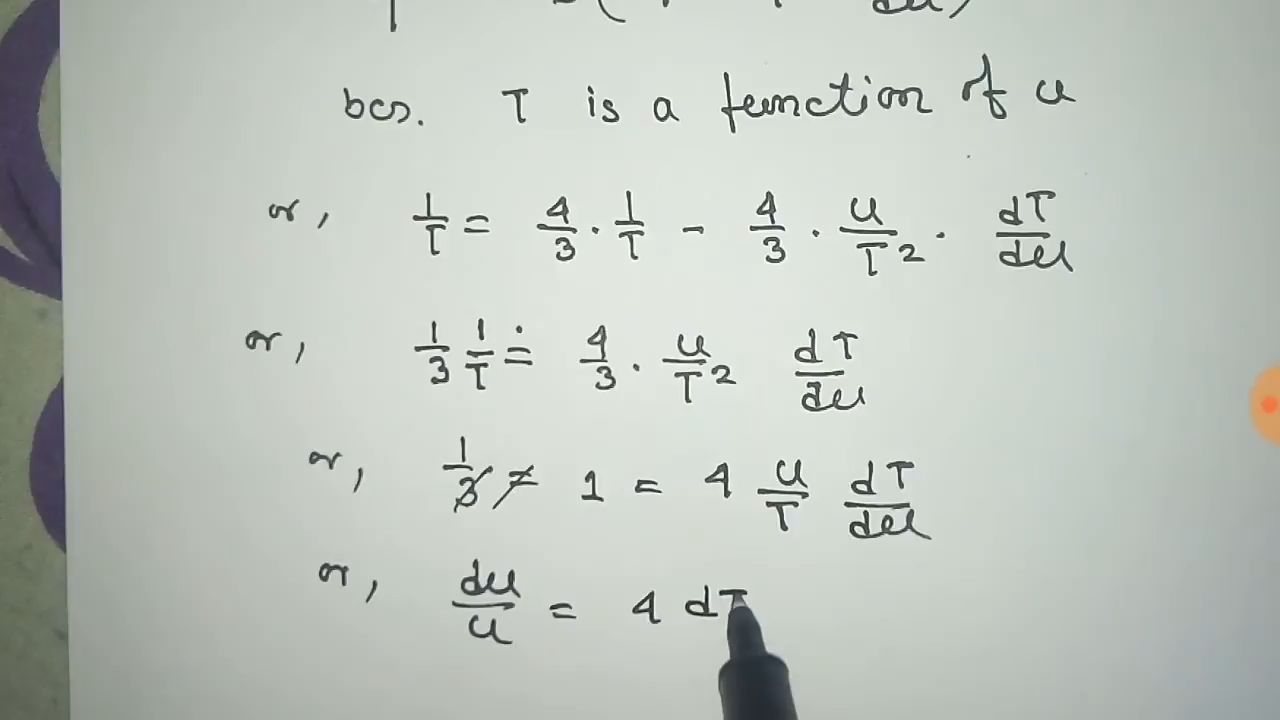 bcs. T is a function of u
or, 1/T = 4/3 . 1/T - 4/3 . u/T² . dT/du
or, 1/3 1/T = 4/3 . u/T² dT/du
or, 1 = 4 u/T dT/du
or, du/u = 4 dT